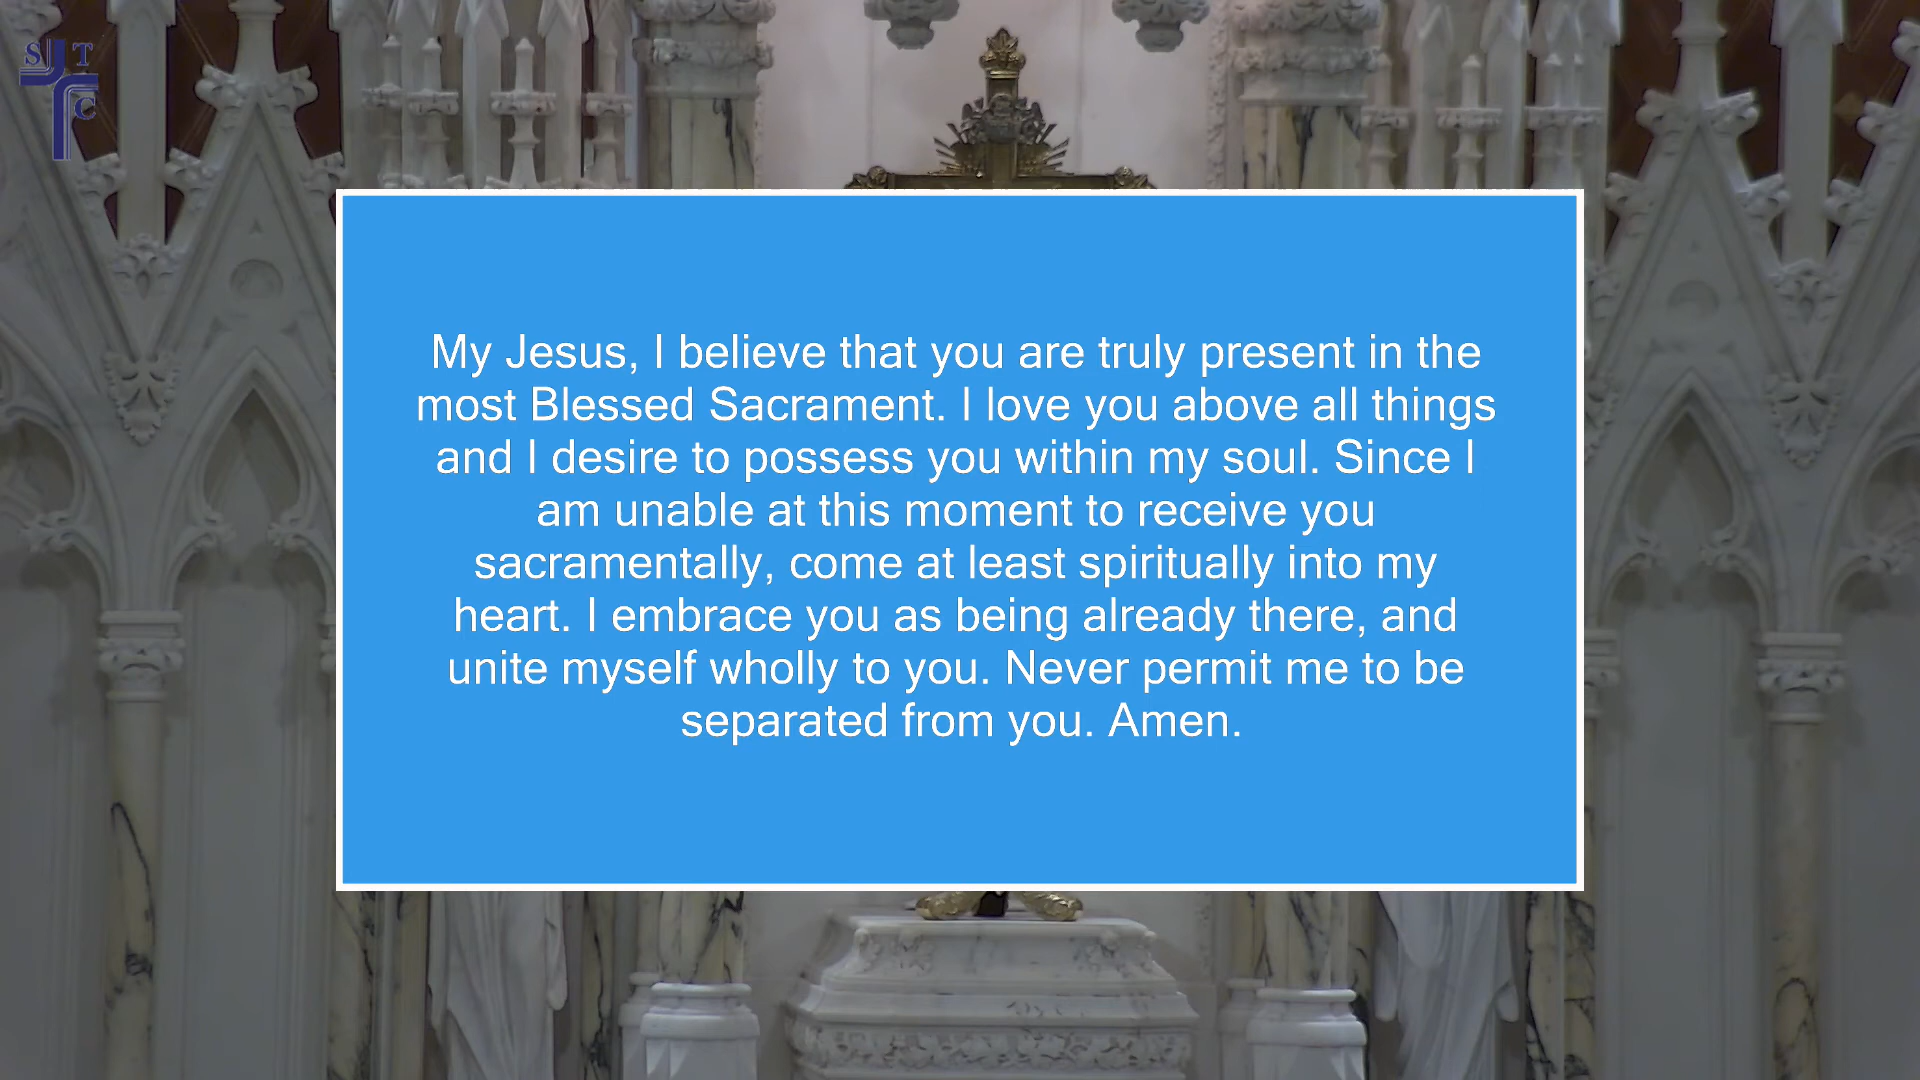 S T
C
My Jesus, I believe that you are truly present in the
most Blessed Sacrament. I love you above all things
and I desire to possess you within my soul. Since I
am unable at this moment to receive you
sacramentally, come at least spiritually into my
heart. I embrace you as being already there, and
unite myself wholly to you. Never permit me to be
separated from you. Amen.